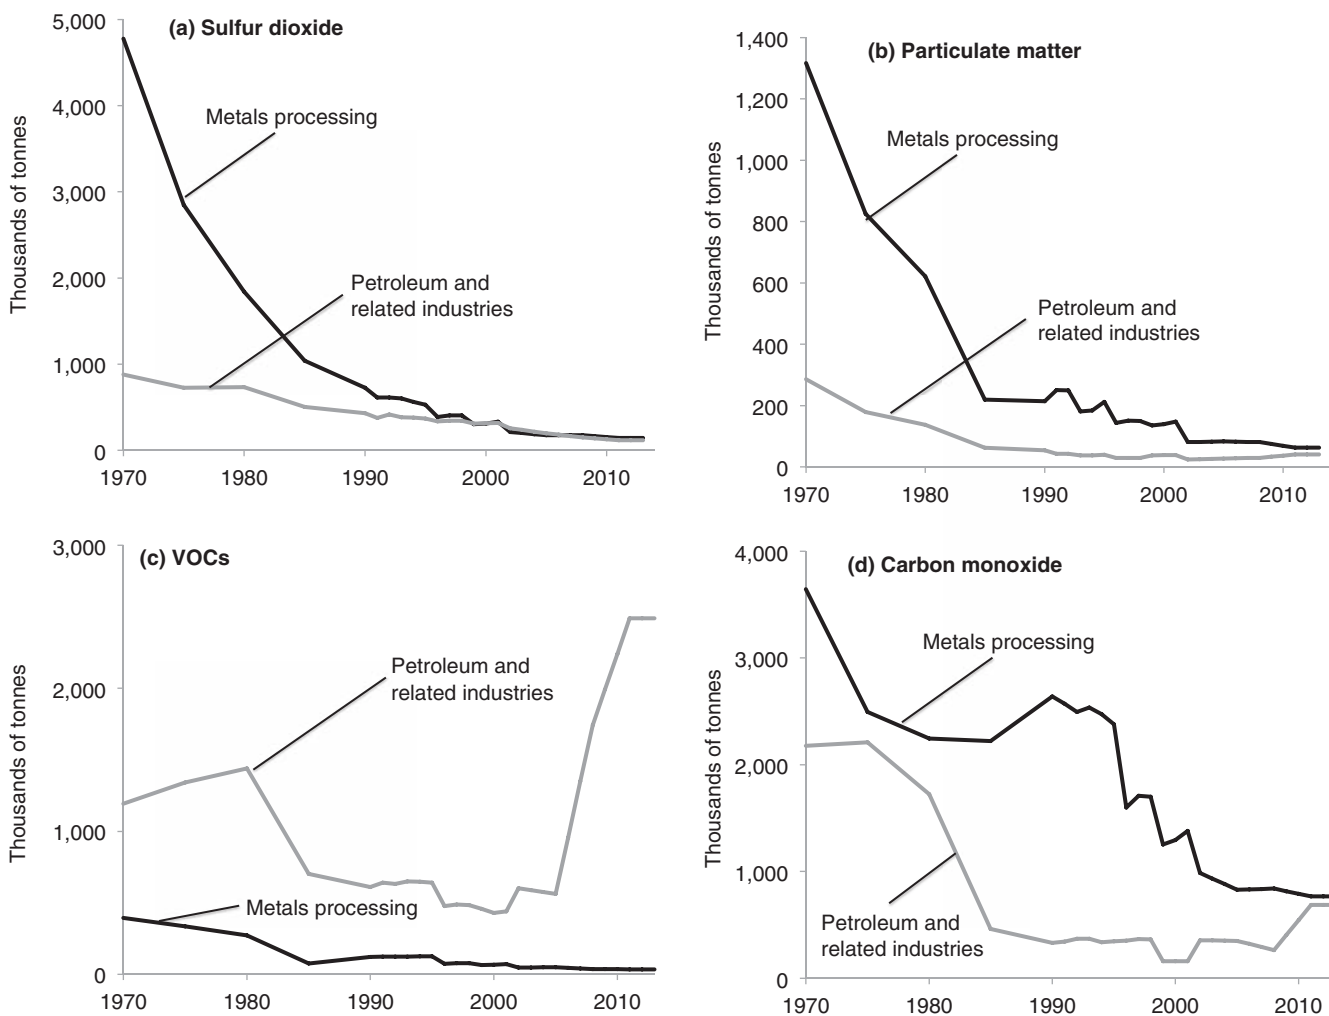 (a) Sulfur dioxide
Thousands of tonnes
5,000
4,000
3,000
2,000
1,000
0
Metals processing
Petroleum and
related industries
1970 1980 1990 2000 2010
(b) Particulate matter
Thousands of tonnes
1,400
1,200
1,000
800
600
400
200
0
Metals processing
Petroleum and
related industries
1970 1980 1990 2000 2010
(c) VOCs
Thousands of tonnes
3,000
2,000
1,000
0
Petroleum and
related industries
Metals processing
1970 1980 1990 2000 2010
(d) Carbon monoxide
Thousands of tonnes
4,000
3,000
2,000
1,000
0
Metals processing
Petroleum and
related industries
1970 1980 1990 2000 2010